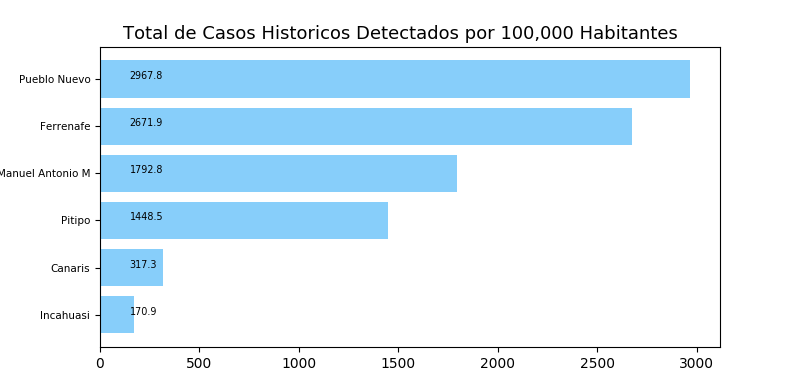 Total de Casos Historicos Detectados por 100,000 Habitantes
Pueblo Nuevo 2967.8
Ferrenafe 2671.9
Manuel Antonio M 1792.8
Pitipo 1448.5
Canaris 317.3
Incahuasi 170.9
0 500 1000 1500 2000 2500 3000